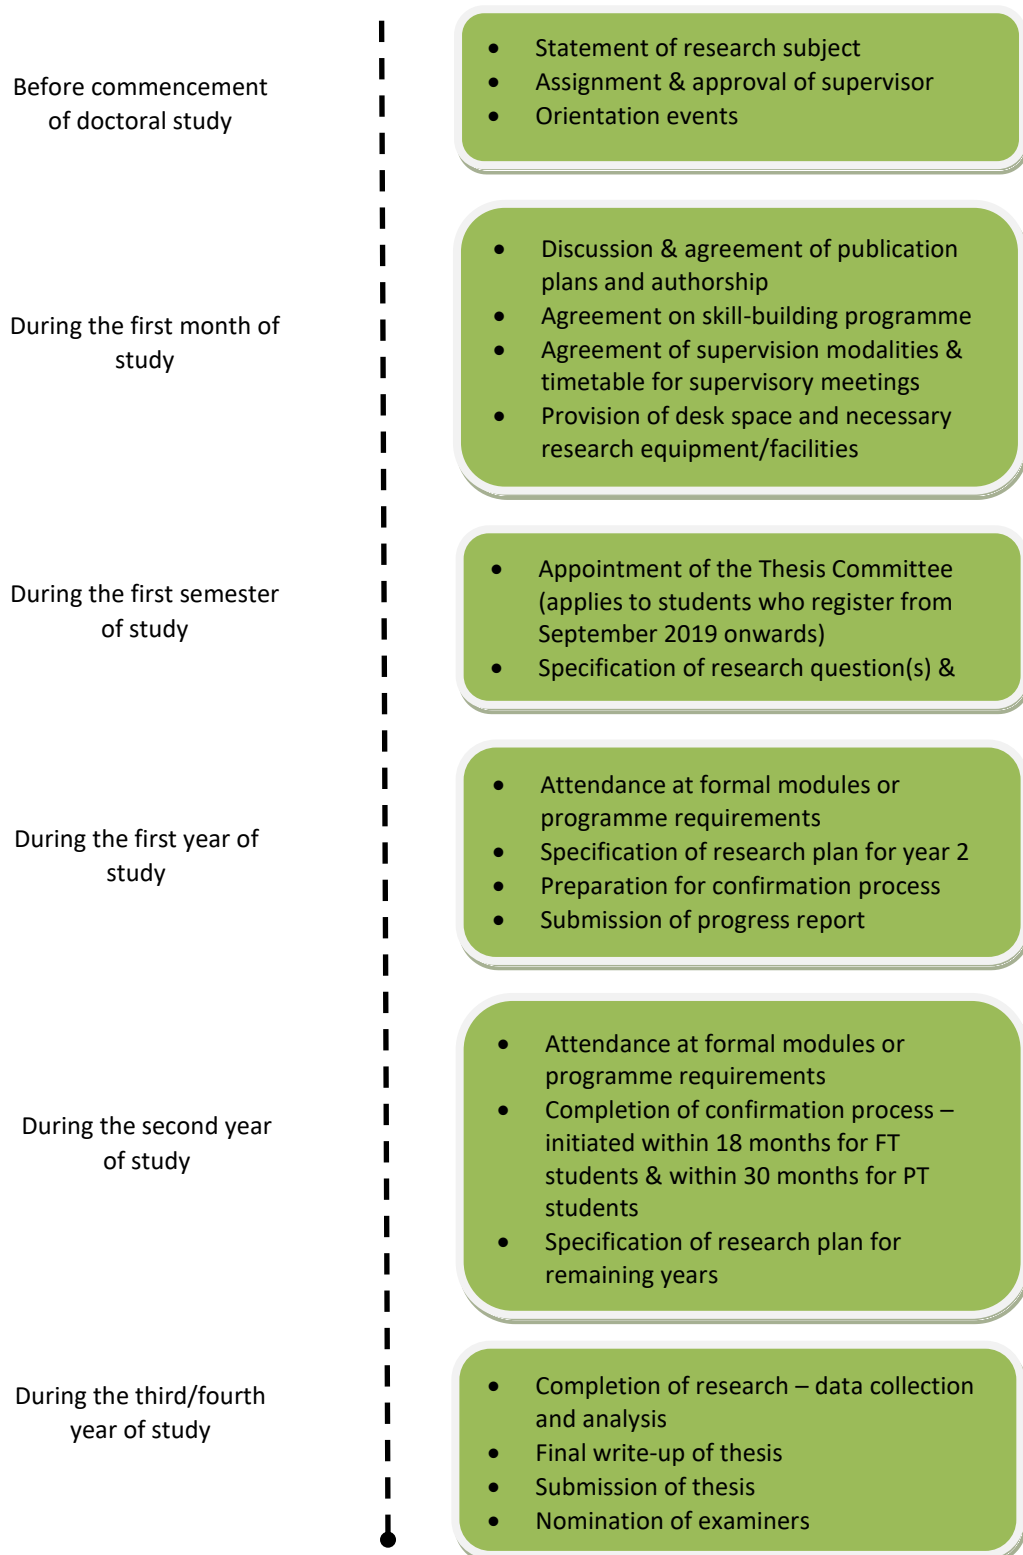 Before commencement
of doctoral study
• Statement of research subject
• Assignment & approval of supervisor
• Orientation events
During the first month of
study
• Discussion & agreement of publication
plans and authorship
• Agreement on skill-building programme
• Agreement of supervision modalities &
timetable for supervisory meetings
• Provision of desk space and necessary
research equipment/facilities
During the first semester
of study
• Appointment of the Thesis Committee
(applies to students who register from
September 2019 onwards)
• Specification of research question(s) &
During the first year of
study
• Attendance at formal modules or
programme requirements
• Specification of research plan for year 2
• Preparation for confirmation process
• Submission of progress report
During the second year
of study
• Attendance at formal modules or
programme requirements
• Completion of confirmation process –
initiated within 18 months for FT
students & within 30 months for PT
students
• Specification of research plan for
remaining years
During the third/fourth
year of study
• Completion of research – data collection
and analysis
• Final write-up of thesis
• Submission of thesis
• Nomination of examiners